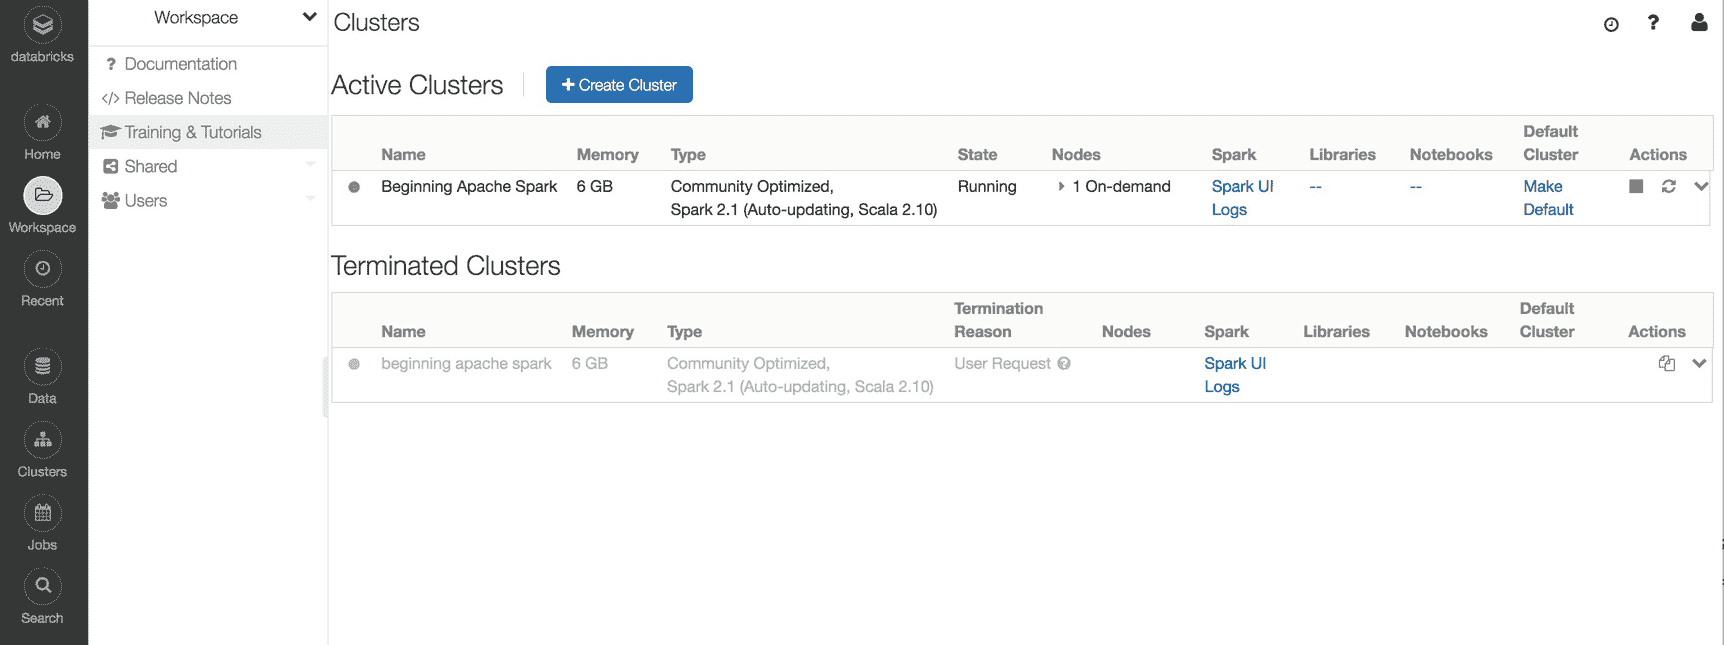 databricks
Home
Workspace
Recent
Data
Clusters
Jobs
Search
Workspace
? Documentation
</> Release Notes
Training & Tutorials
Shared
Users
Clusters
?
Active Clusters
+ Create Cluster
Name Memory Type State Nodes Spark Libraries Notebooks Default Cluster Actions
Beginning Apache Spark 6 GB Community Optimized, Running 1 On-demand Spark UI -- -- Make
Spark 2.1 (Auto-updating, Scala 2.10) Logs Default
Terminated Clusters
Name Memory Type Termination Reason Nodes Spark Libraries Notebooks Default Cluster Actions
beginning apache spark 6 GB Community Optimized, User Request ? Spark UI
Spark 2.1 (Auto-updating, Scala 2.10) Logs